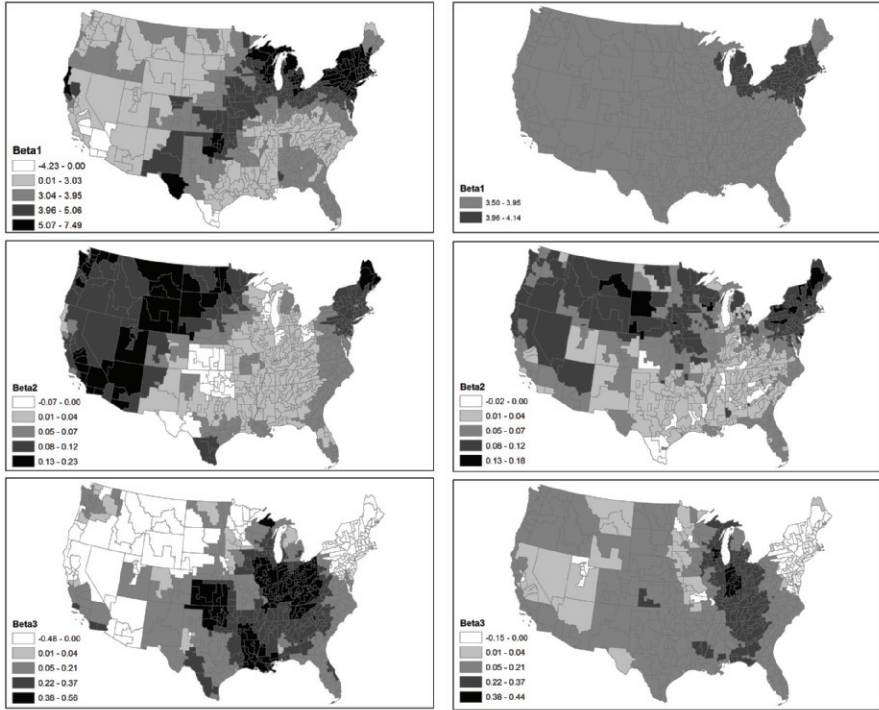 Beta1
-4.23 - 0.00
0.01 - 3.03
3.04 - 3.95
3.96 - 5.06
5.07 - 7.49
Beta1
3.50 - 3.95
3.96 - 4.14
Beta2
-0.07 - 0.00
0.01 - 0.04
0.05 - 0.07
0.08 - 0.12
0.13 - 0.23
Beta2
-0.02 - 0.00
0.01 - 0.04
0.05 - 0.07
0.08 - 0.12
0.13 - 0.18
Beta3
-0.48 - 0.00
0.01 - 0.04
0.05 - 0.21
0.22 - 0.37
0.38 - 0.56
Beta3
-0.15 - 0.00
0.01 - 0.04
0.05 - 0.21
0.22 - 0.37
0.38 - 0.44